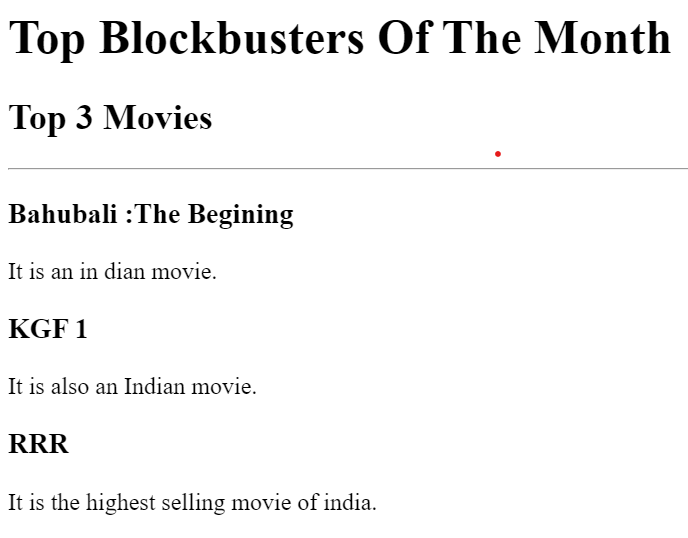 Top Blockbusters Of The Month
Top 3 Movies
Bahubali :The Begining
It is an in dian movie.
KGF 1
It is also an Indian movie.
RRR
It is the highest selling movie of india.